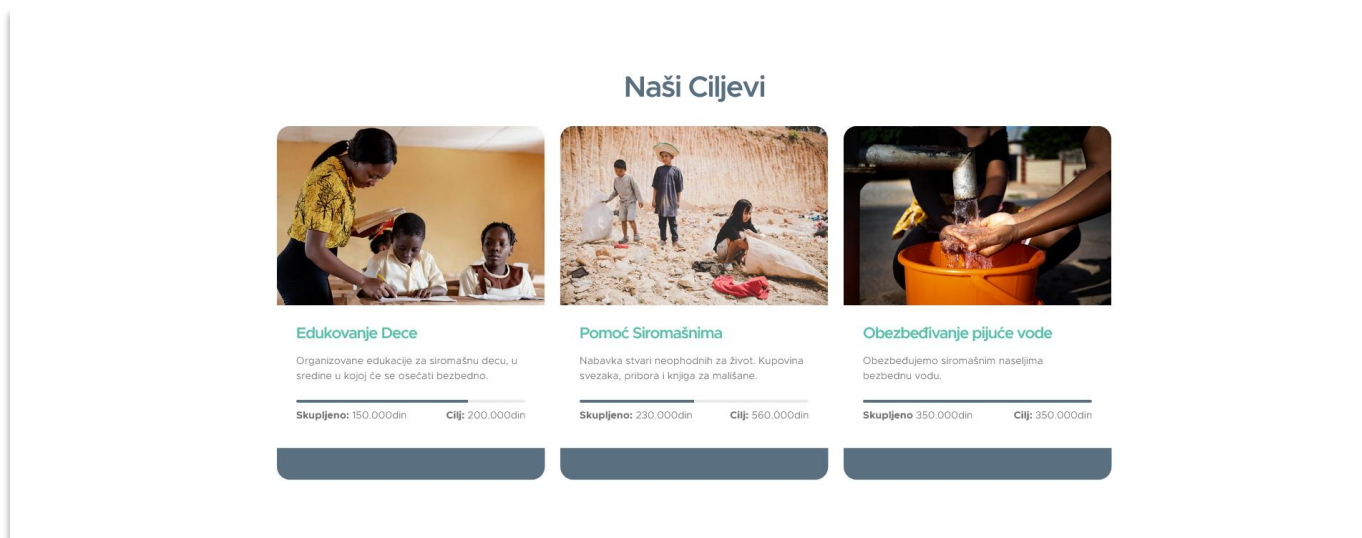 Naši Ciljevi
Edukovanje Dece
Organizovane edukacije za siromašnu decu, u
sredine u kojoj će se osećati bezbedno.
Skupljeno: 150.000din Cilj: 200.000din
Pomoć Siromašnima
Nabavka stvari neophodnih za život. Kupovina
svezaka, pribora i knjiga za mališane.
Skupljeno: 230.000din Cilj: 560.000din
Obezbeđivanje pijuće vode
Obezbeđujemo siromašnim naseljima
bezbednu vodu.
Skupljeno 350.000din Cilj: 350.000din